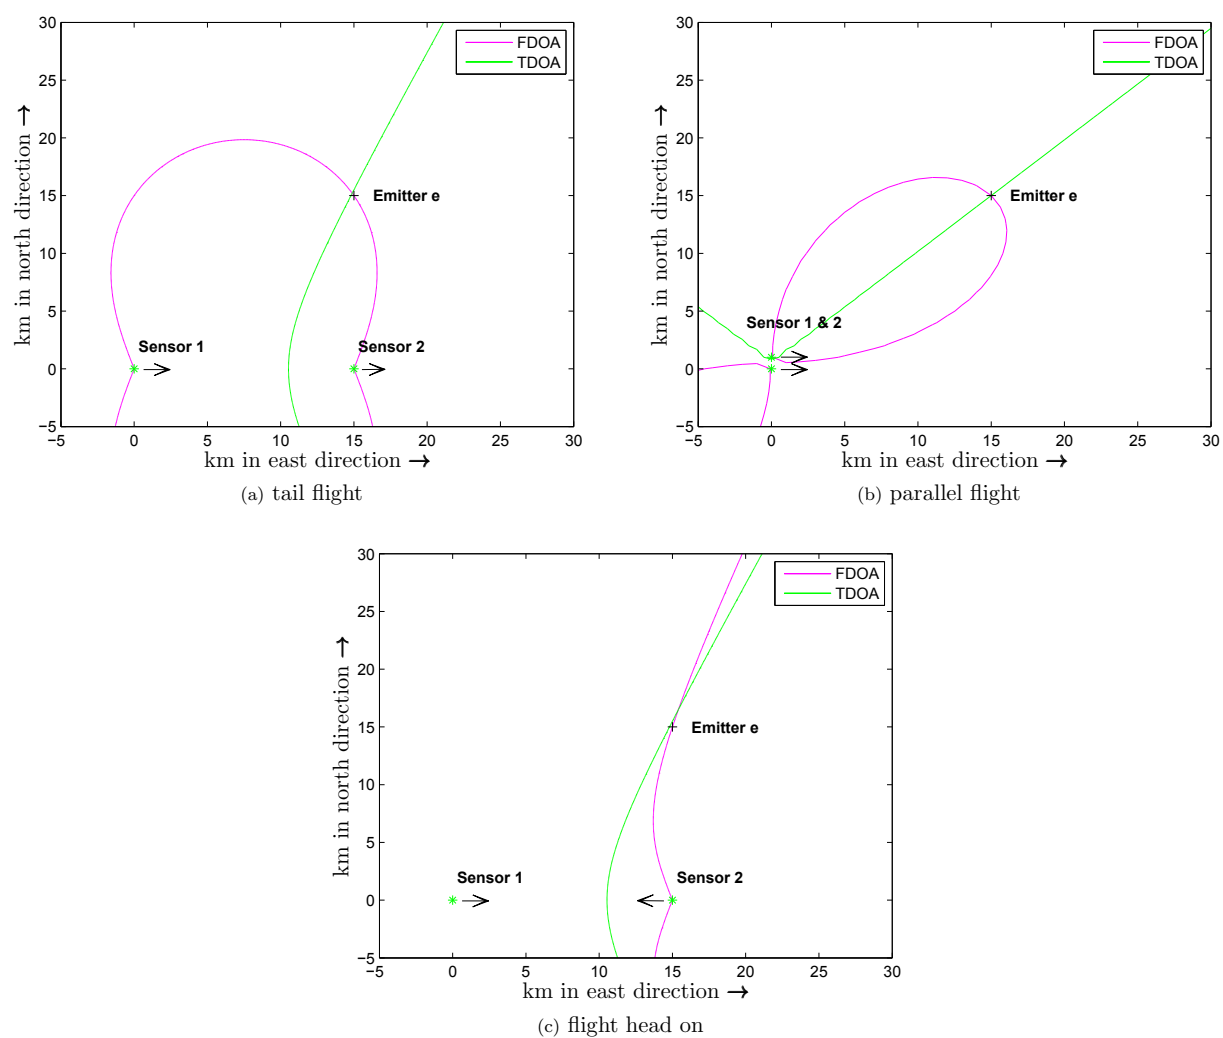 30
25
20
15
10
5
0
−5
−5
0
5
10
15
20
25
30
km in north direction →
km in east direction →
FDOA
TDOA
Emitter e
Sensor 1
Sensor 2
(a) tail flight
30
25
20
15
10
5
0
−5
−5
0
5
10
15
20
25
30
km in north direction →
km in east direction →
FDOA
TDOA
Emitter e
Sensor 1 & 2
(b) parallel flight
30
25
20
15
10
5
0
−5
−5
0
5
10
15
20
25
30
km in north direction →
km in east direction →
FDOA
TDOA
Emitter e
Sensor 1
Sensor 2
(c) flight head on